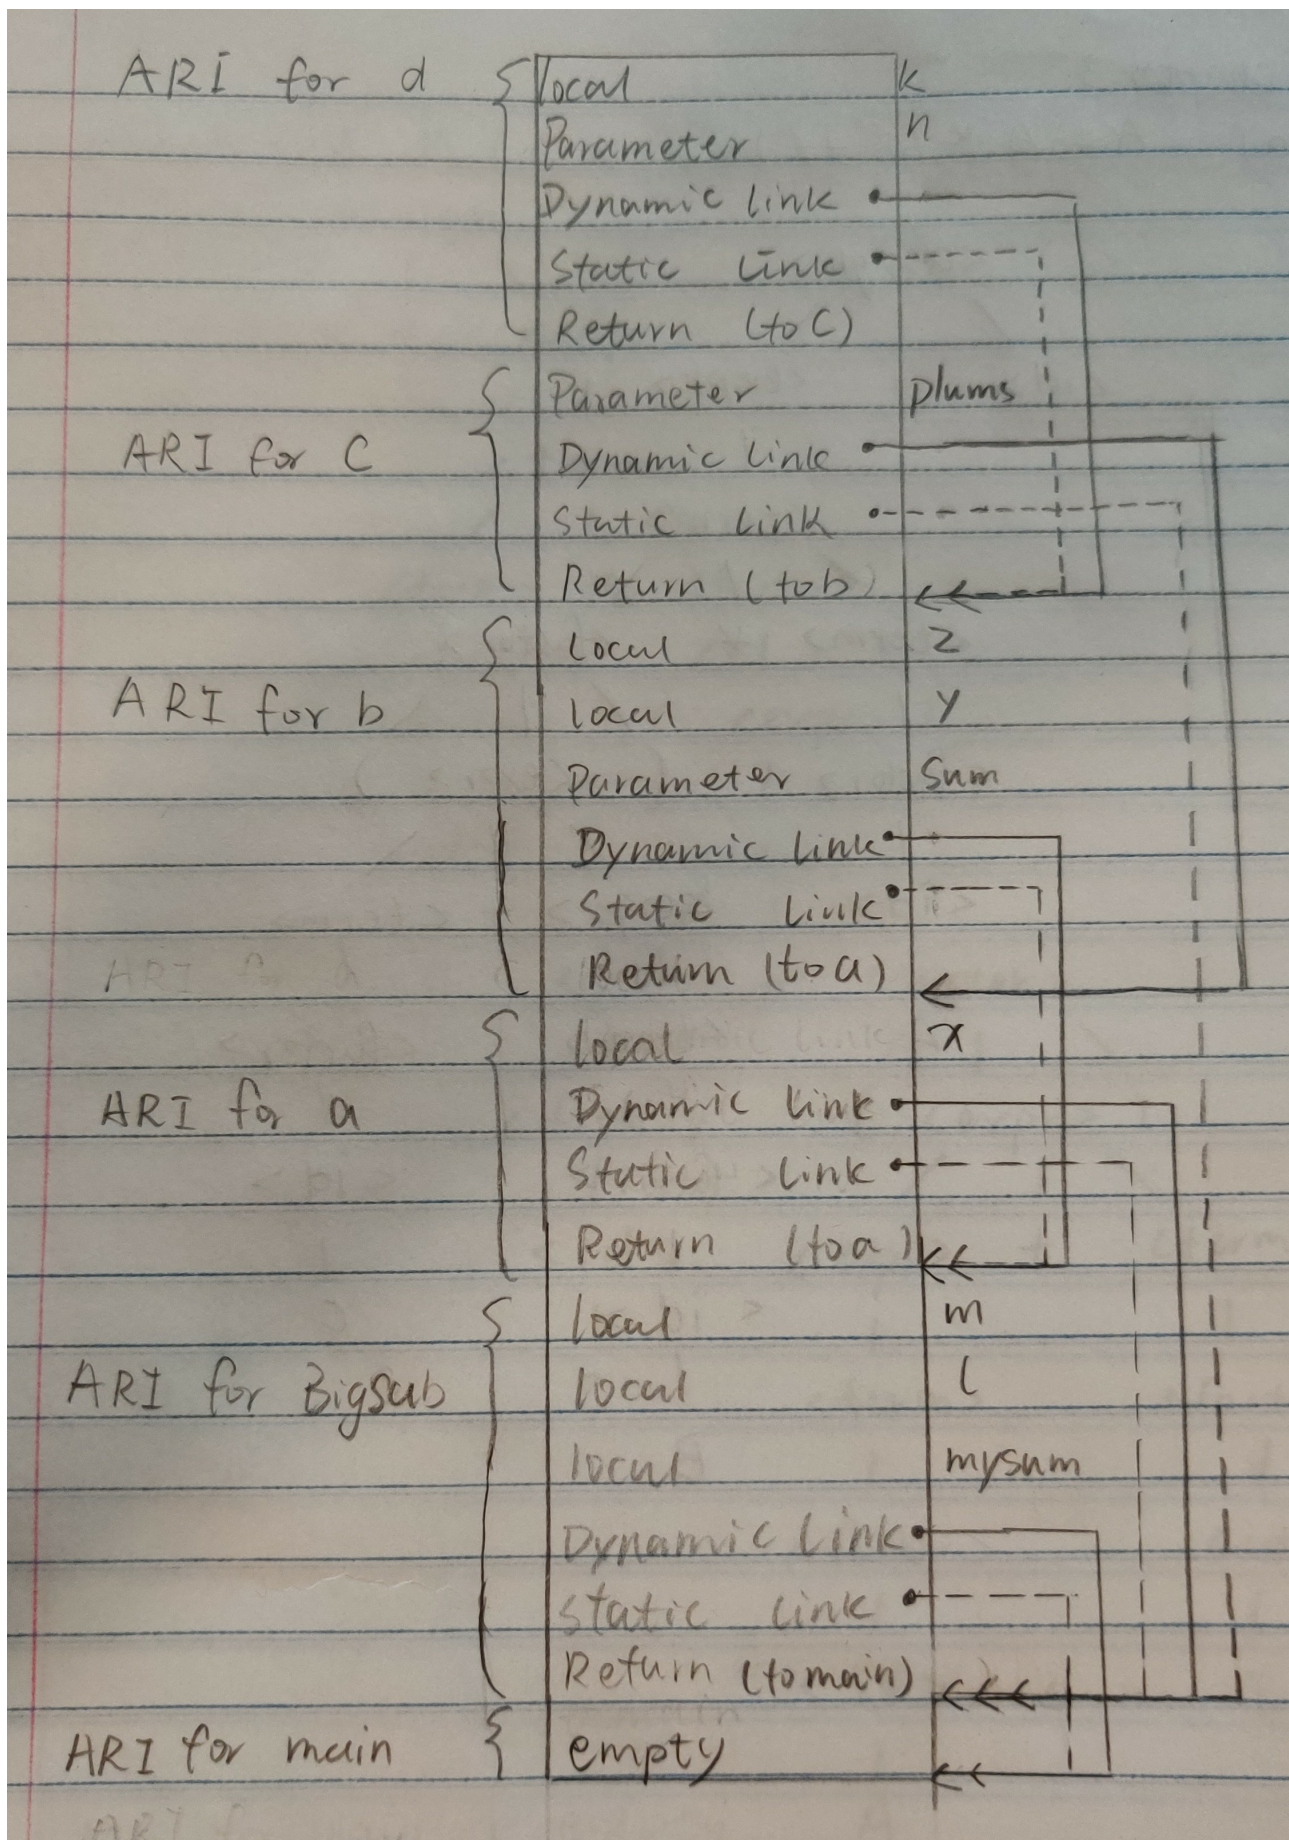 ARI for d local k
Parameter n
Dynamic link
Static Link
Return (to C)
Parameter plums
ARI for C Dynamic link
Static link
Return (to b)
local z
ARI for b local y
Parameter Sum
Dynamic link
Static Link
Return (to a)
local x
ARI for a Dynamic link
Static Link
Return (to a)
local m
ARI for Bigsub local l
local mysum
Dynamic Link
Static link
Return (to main)
ARI for main empty